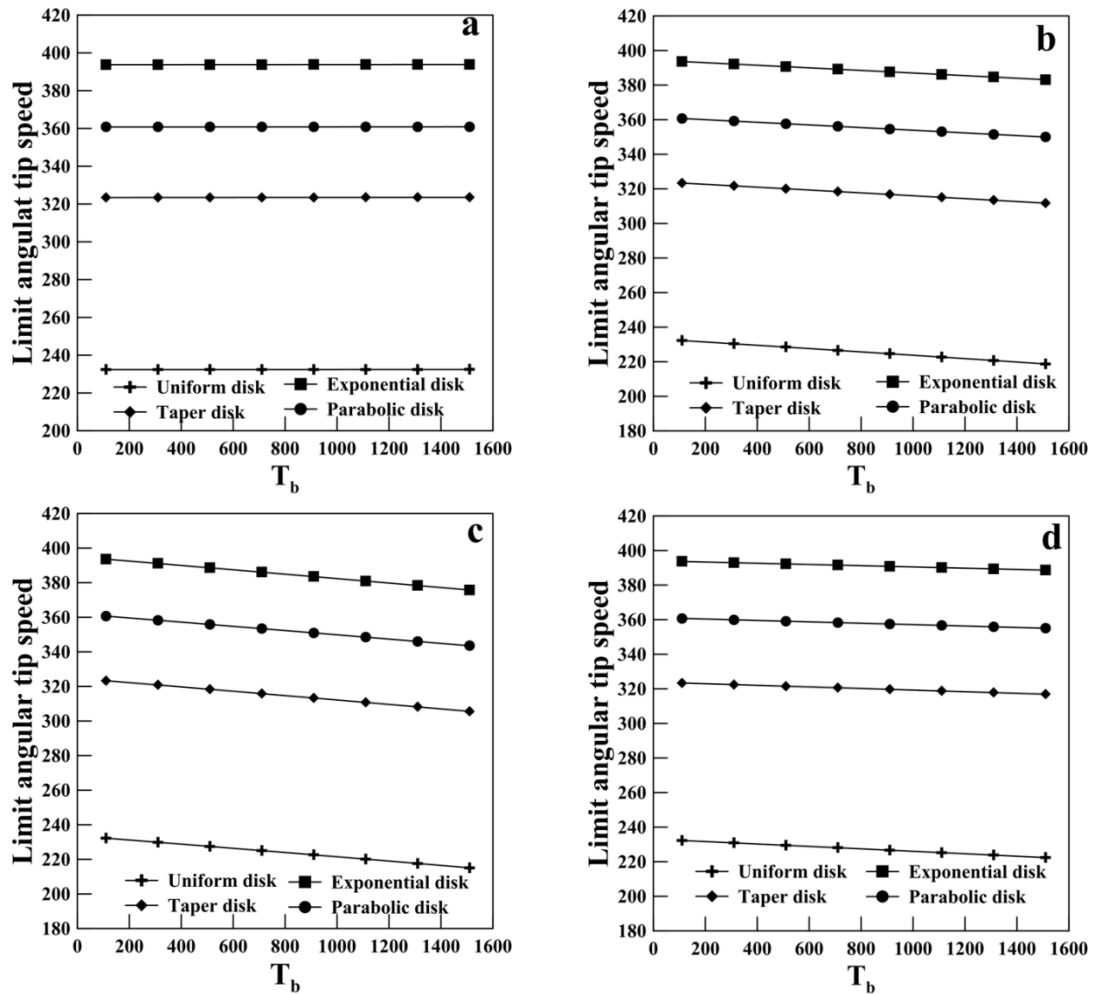 a
Limit angulat tip speed
420
400
380
360
340
320
300
280
260
240
220
200
Uniform disk
Exponential disk
Taper disk
Parabolic disk
0 200 400 600 800 1000 1200 1400 1600
T_b
b
Limit angular tip speed
420
400
380
360
340
320
300
280
260
240
220
200
180
Uniform disk
Exponential disk
Taper disk
Parabolic disk
0 200 400 600 800 1000 1200 1400 1600
T_b
c
Limit angular tip speed
420
400
380
360
340
320
300
280
260
240
220
200
180
Uniform disk
Exponential disk
Taper disk
Parabolic disk
0 200 400 600 800 1000 1200 1400 1600
T_b
d
Limit angular tip speed
420
400
380
360
340
320
300
280
260
240
220
200
180
Uniform disk
Exponential disk
Taper disk
Parabolic disk
0 200 400 600 800 1000 1200 1400 1600
T_b